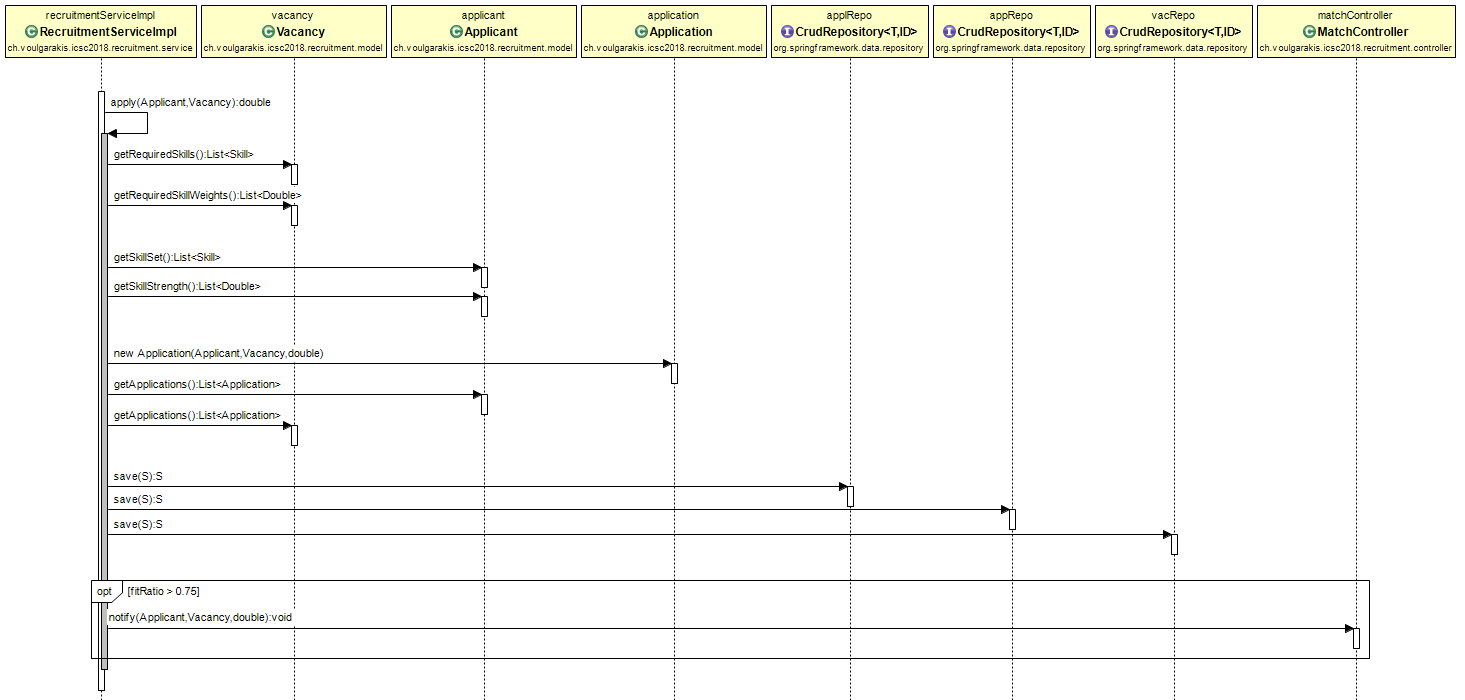 recruitmentServiceImpl
RecruitmentServiceImpl
ch.voulgarakis.icsc2018.recruitment.service
vacancy
Vacancy
ch.voulgarakis.icsc2018.recruitment.model
applicant
Applicant
ch.voulgarakis.icsc2018.recruitment.model
application
Application
ch.voulgarakis.icsc2018.recruitment.model
applRepo
CrudRepository<T,ID>
org.springframework.data.repository
appRepo
CrudRepository<T,ID>
org.springframework.data.repository
vacRepo
CrudRepository<T,ID>
org.springframework.data.repository
matchController
MatchController
ch.voulgarakis.icsc2018.recruitment.controller
apply(Applicant,Vacancy):double
getRequiredSkills():List<Skill>
getRequiredSkillWeights():List<Double>
getSkillSet():List<Skill>
getSkillStrength():List<Double>
new Application(Applicant,Vacancy,double)
getApplications():List<Application>
getApplications():List<Application>
save(S):S
save(S):S
save(S):S
opt [fitRatio > 0.75]
notify(Applicant,Vacancy,double):void